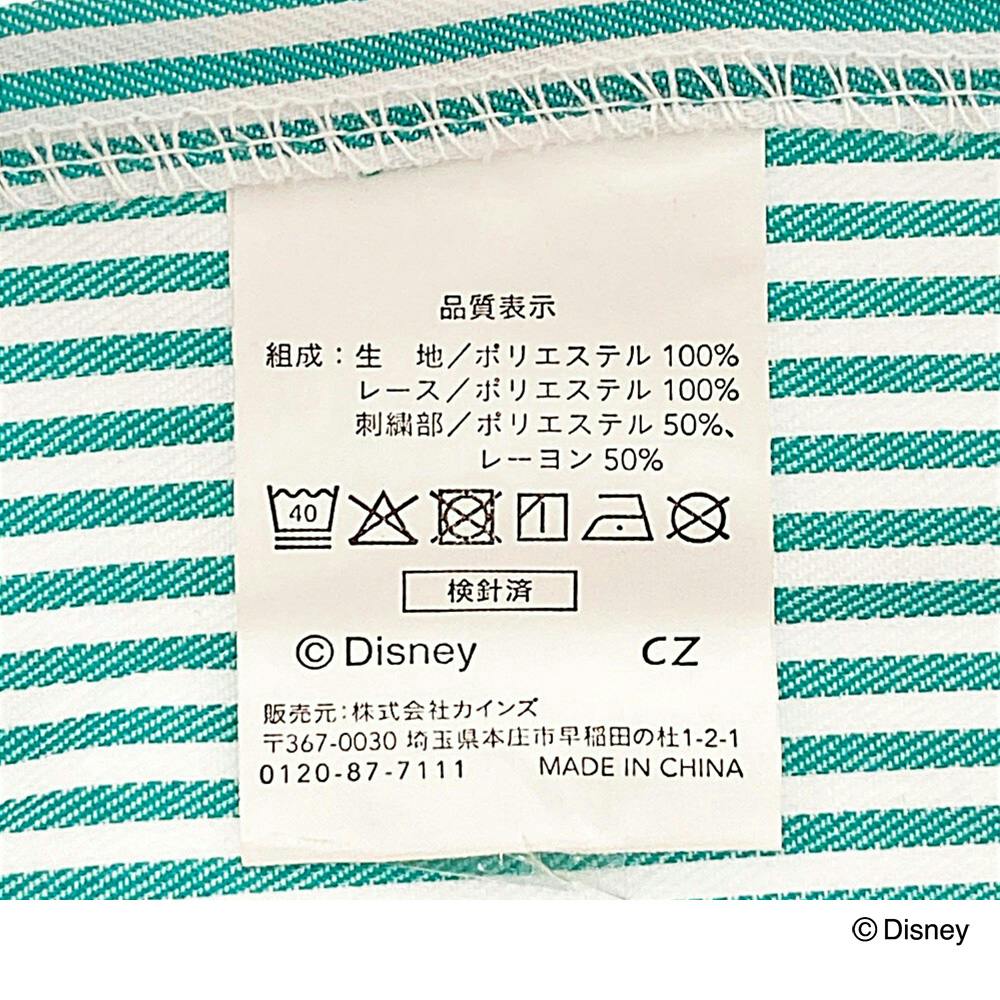 品質表示
組成：生　地／ポリエステル 100%
レース／ポリエステル 100%
刺繍部／ポリエステル 50%、
レーヨン 50%
40
検針済
© Disney CZ
販売元：株式会社カインズ
〒367-0030 埼玉県本庄市早稲田の杜1-2-1
0120-87-7111 MADE IN CHINA
© Disney